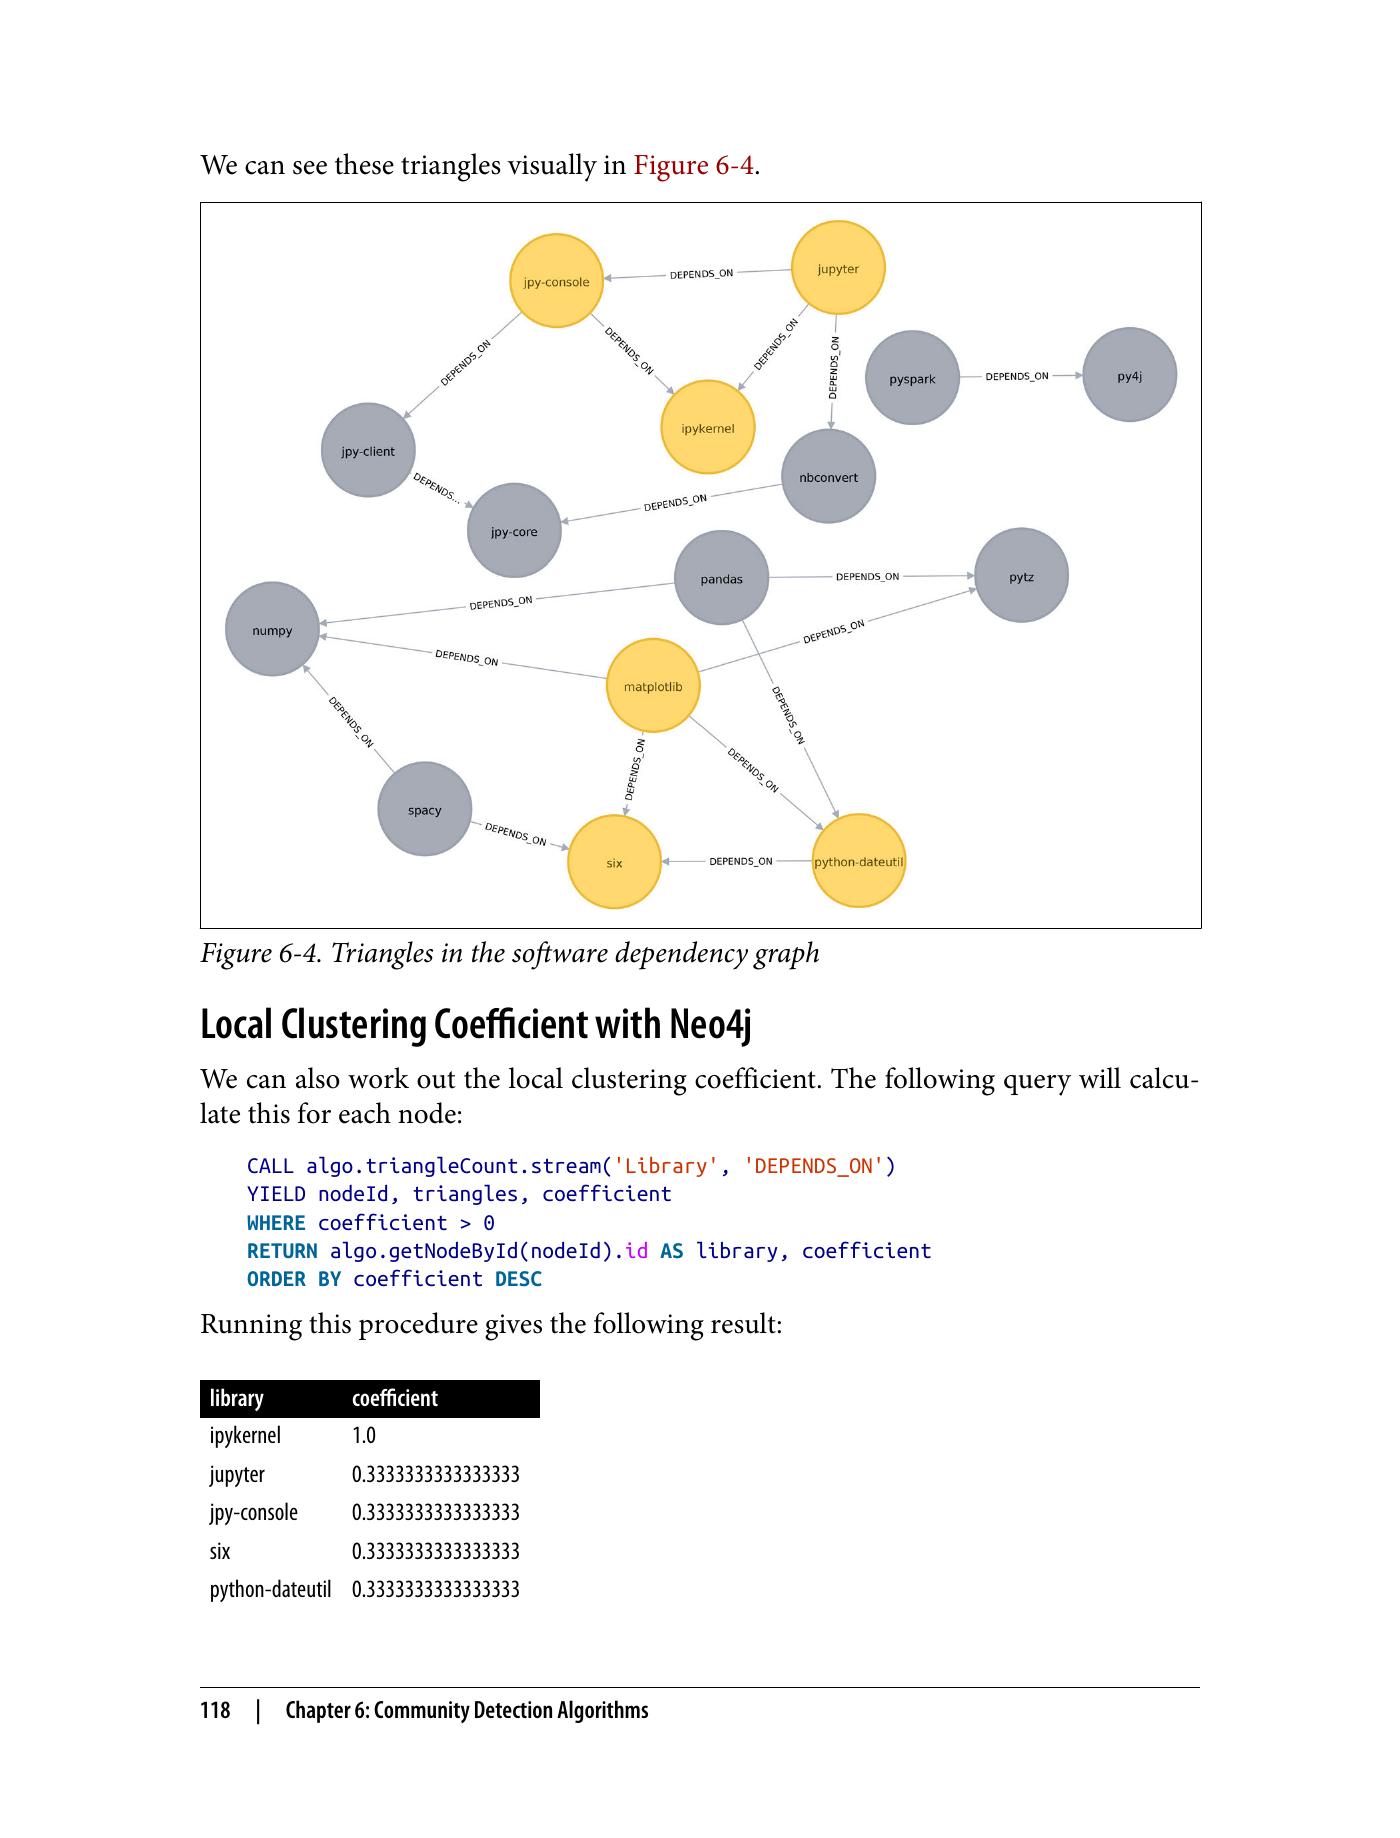 We can see these triangles visually in Figure 6-4.
jpy-console
DEPENDS_ON
jupyter
DEPENDS_ON
DEPENDS_ON
DEPENDS_ON
DEPENDS_ON
pyspark
DEPENDS_ON
py4j
ipykernel
jpy-client
nbconvert
DEPENDS...
DEPENDS_ON
jpy-core
pandas
DEPENDS_ON
pytz
DEPENDS_ON
numpy
DEPENDS_ON
DEPENDS_ON
matplotlib
DEPENDS_ON
DEPENDS_ON
DEPENDS_ON
DEPENDS_ON
spacy
DEPENDS_ON
six
DEPENDS_ON
python-dateutil
Figure 6-4. Triangles in the software dependency graph
Local Clustering Coefficient with Neo4j
We can also work out the local clustering coefficient. The following query will calcu-
late this for each node:
CALL algo.triangleCount.stream('Library', 'DEPENDS_ON')
YIELD nodeId, triangles, coefficient
WHERE coefficient > 0
RETURN algo.getNodeById(nodeId).id AS library, coefficient
ORDER BY coefficient DESC
Running this procedure gives the following result:
library coefficient
ipykernel 1.0
jupyter 0.3333333333333333
jpy-console 0.3333333333333333
six 0.3333333333333333
python-dateutil 0.3333333333333333
118 | Chapter 6: Community Detection Algorithms